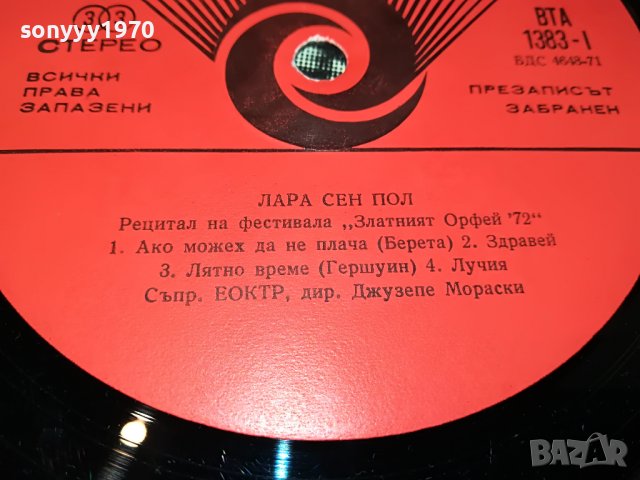 sonyyy1970
33
СТЕРЕО
ВСИЧКИ
ПРАВА
ЗАПАЗЕНИ
ВТА
1383-I
БДС 4648-71
ПРЕЗАПИСЪТ
ЗАБРАНЕН
ЛАРА СЕН ПОЛ
Рецитал на фестивала „Златният Орфей '72“
1. Ако можех да не плача (Берета) 2. Здравей
3. Лятно време (Гершуин) 4. Лучия
Съпр. ЕОКТР, дир. Джузепе Мораски
BAZAR
.bg